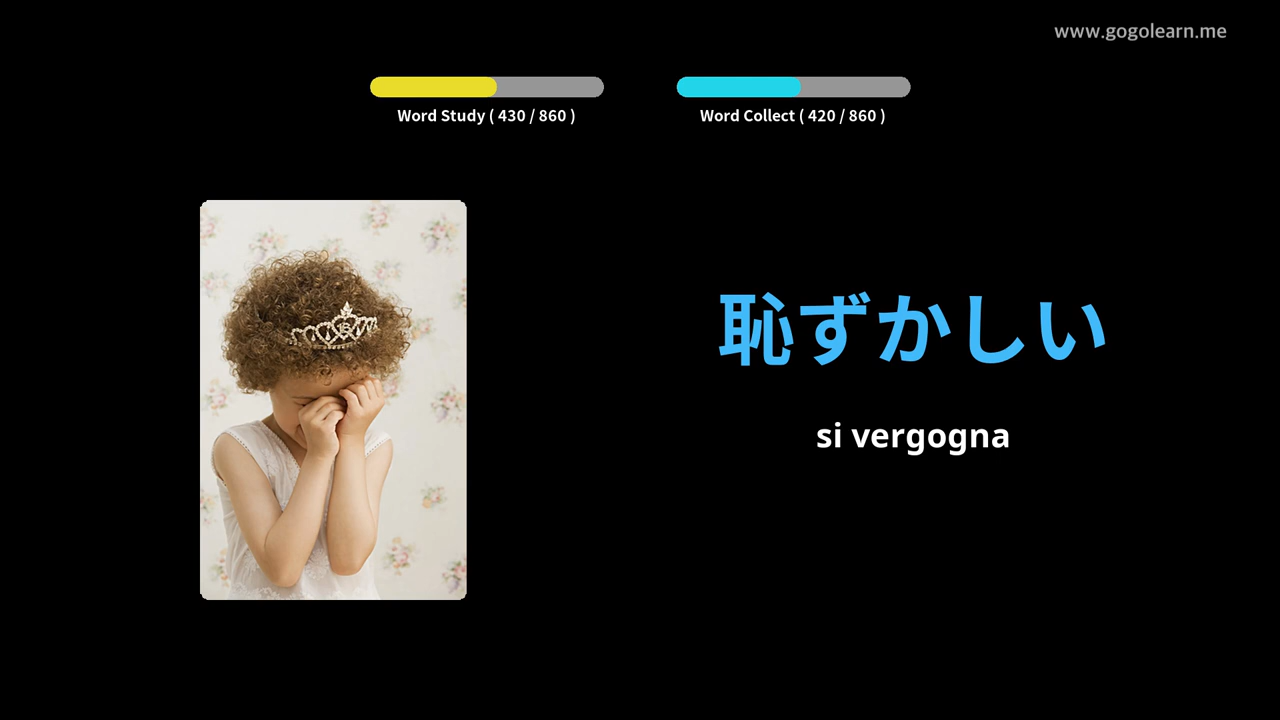 www.gogolearn.me
Word Study ( 430 / 860 )
Word Collect ( 420 / 860 )
恥ずかしい
si vergogna